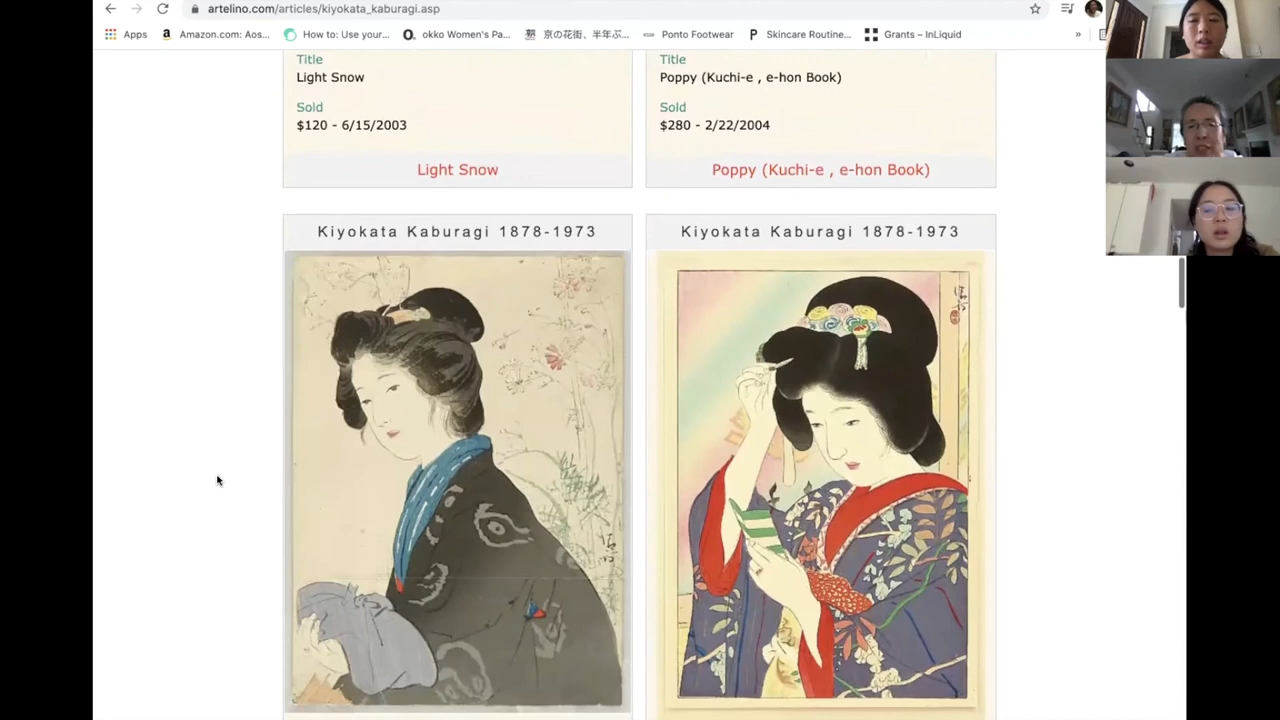 artelino.com/articles/kiyokata_kaburagi.asp
Apps
Amazon.com: Aos...
How to: Use your...
okko Women's Pa...
京の花街、半年ぶ...
Ponto Footwear
Skincare Routine...
Grants – InLiquid
»
Title
Light Snow
Sold
$120 - 6/15/2003
Light Snow
Title
Poppy (Kuchi-e , e-hon Book)
Sold
$280 - 2/22/2004
Poppy (Kuchi-e , e-hon Book)
Kiyokata Kaburagi 1878-1973
Kiyokata Kaburagi 1878-1973